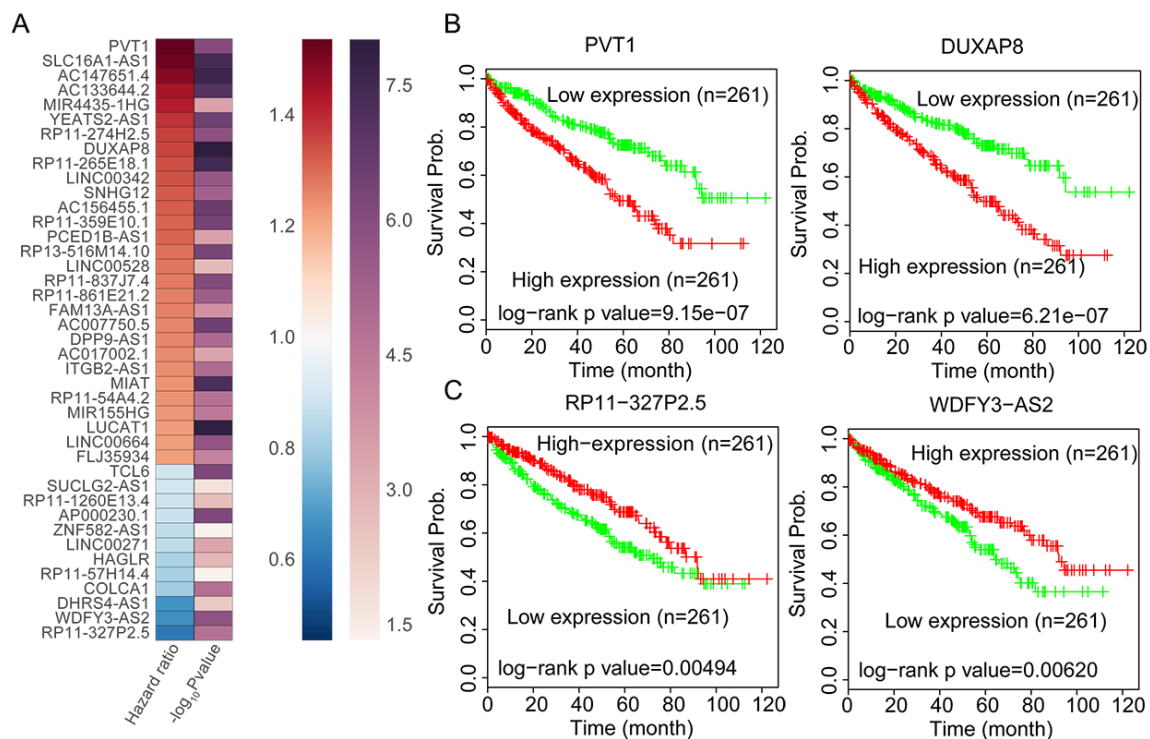 A
PVT1
SLC16A1-AS1
AC147651.4
AC133644.2
MIR4435-1HG
YEATS2-AS1
RP11-274H2.5
DUXAP8
RP11-265E18.1
LINC00342
SNHG12
AC156455.1
RP11-359E10.1
PCED1B-AS1
RP13-516M14.10
LINC00528
RP11-837J7.4
RP11-861E21.2
FAM13A-AS1
AC007750.5
DPP9-AS1
AC017002.1
ITGB2-AS1
MIAT
RP11-54A4.2
MIR155HG
LUCAT1
LINC00664
FLJ35934
TCL6
SUCLG2-AS1
RP11-1260E13.4
AP000230.1
ZNF582-AS1
LINC00271
HAGLR
RP11-57H14.4
COLCA1
DHRS4-AS1
WDFY3-AS2
RP11-327P2.5
Hazard ratio
-log₁₀Pvalue
1.4
1.2
1.0
0.8
0.6
7.5
6.0
4.5
3.0
1.5
B
PVT1
Survival Prob.
1.0
0.8
0.6
0.4
0.2
0.0
Low expression (n=261)
High expression (n=261)
log-rank p value=9.15e-07
0 20 40 60 80 100 120
Time (month)
DUXAP8
Survival Prob.
1.0
0.8
0.6
0.4
0.2
0.0
Low expression (n=261)
High expression (n=261)
log-rank p value=6.21e-07
0 20 40 60 80 100 120
Time (month)
C
RP11-327P2.5
Survival Prob.
1.0
0.8
0.6
0.4
0.2
0.0
High-expression (n=261)
Low expression (n=261)
log-rank p value=0.00494
0 20 40 60 80 100 120
Time (month)
WDFY3-AS2
Survival Prob.
1.0
0.8
0.6
0.4
0.2
0.0
High expression (n=261)
Low expression (n=261)
log-rank p value=0.00620
0 20 40 60 80 100 120
Time (month)